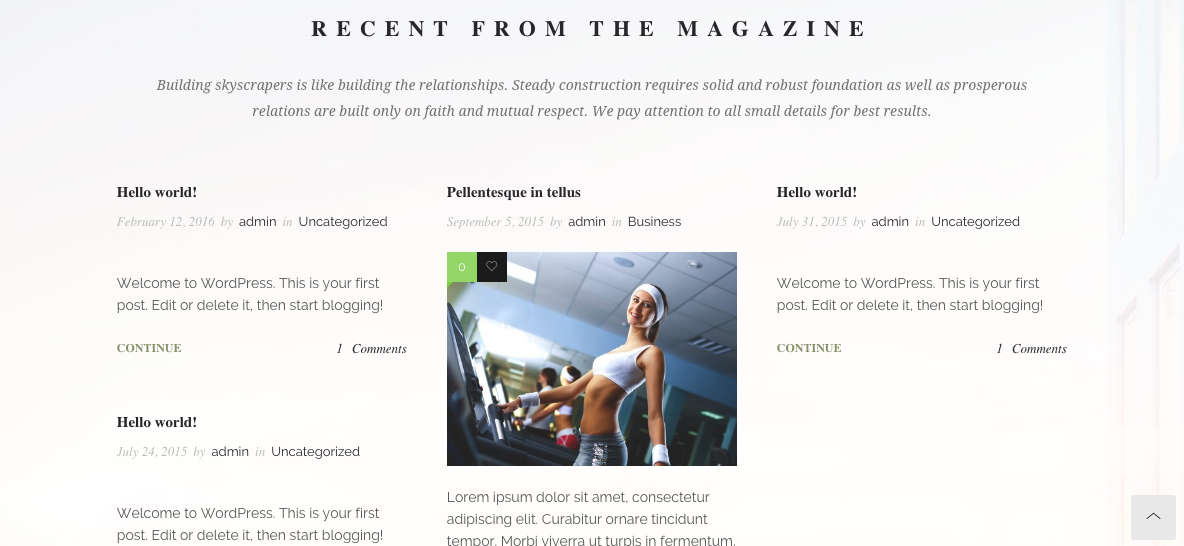 RECENT FROM THE MAGAZINE
Building skyscrapers is like building the relationships. Steady construction requires solid and robust foundation as well as prosperous
relations are built only on faith and mutual respect. We pay attention to all small details for best results.
Hello world!
February 12, 2016 by admin in Uncategorized
Welcome to WordPress. This is your first
post. Edit or delete it, then start blogging!
CONTINUE
1 Comments
Hello world!
July 24, 2015 by admin in Uncategorized
Welcome to WordPress. This is your first
post. Edit or delete it, then start blogging!
Pellentesque in tellus
September 5, 2015 by admin in Business
0
Lorem ipsum dolor sit amet, consectetur
adipiscing elit. Curabitur ornare tincidunt
tempor. Morbi viverra ut turpis in fermentum.
Hello world!
July 31, 2015 by admin in Uncategorized
Welcome to WordPress. This is your first
post. Edit or delete it, then start blogging!
CONTINUE
1 Comments